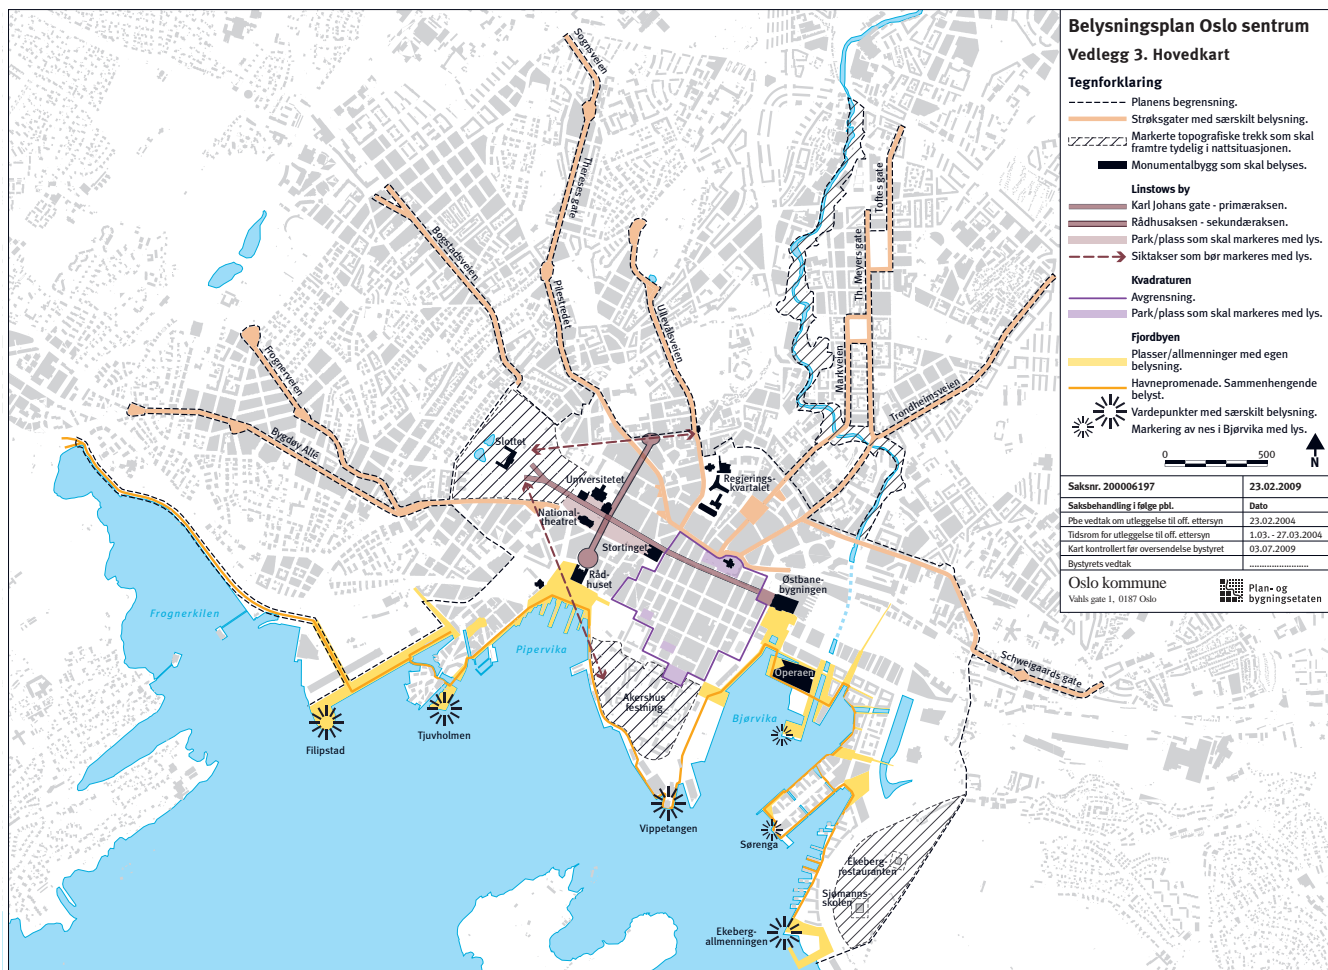 Belysningsplan Oslo sentrum
Vedlegg 3. Hovedkart
Tegnforklaring
Planens begrensning.
Strøksgater med særskilt belysning.
Markerte topografiske trekk som skal
framtre tydelig i nattsituasjonen.
Monumentalbygg som skal belyses.
Linstows by
Karl Johans gate - primæraksen.
Rådhusaksen - sekundæraksen.
Park/plass som skal markeres med lys.
Siktakser som bør markeres med lys.
Kvadraturen
Avgrensning.
Park/plass som skal markeres med lys.
Fjordbyen
Plasser/allmenninger med egen
belysning.
Havnepromenade. Sammenhengende
belyst.
Vardepunkter med særskilt belysning.
Markering av nes i Bjørvika med lys.
0 500
N
Saksnr. 200006197 23.02.2009
Saksbehandling i følge pbl. Dato
Pbe vedtak om utleggelse til off. ettersyn 23.02.2004
Tidsrom for utleggelse til off. ettersyn 1.03. - 27.03.2004
Kart kontrollert før oversendelse bystyret 03.07.2009
Bystyrets vedtak ........................
Oslo kommune
Vahls gate 1, 0187 Oslo
Plan- og
bygningsetaten
Sognsveien
Thereses gate
Bogstadveien
Pilestredet
Ullevålsveien
Toftes gate
Th. Meyers gate
Markveien
Trondheimsveien
Frognerveien
Bygdøy Allé
Slottet
Universitetet
National-
theatret
Regjerings-
kvartalet
Stortinget
Råd-
huset
Østbane-
bygningen
Frognerkilen
Pipervika
Operaen
Schweigaards gate
Akershus
festning
Bjørvika
Filipstad
Tjuvholmen
Vippetangen
Sørenga
Ekeberg-
restauranten
Sjømanns-
skolen
Ekeberg-
allmenningen